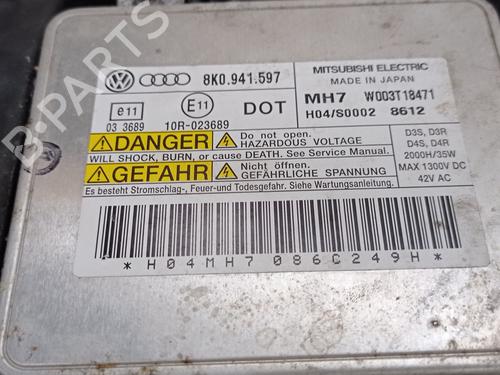 8K0.941.597
MITSUBISHI ELECTRIC
MADE IN JAPAN
e11
E11
DOT
MH7 W003T18471
03 3689
10R-023689
H04/S0002 8612
DANGER
Do not open.
HAZARDOUS VOLTAGE
WILL SHOCK, BURN, or cause DEATH. See Service Manual.
GEFAHR
Nicht öffnen.
GEFÄHRLICHE SPANNUNG
Es besteht Stromschlag-, Feuer-und Todesgefahr. Siehe Wartungsanleitung.
D3S, D3R
D4S, D4R
2000H/35W
MAX 1300V DC
42V AC
*H04MH7086C249H*
B-PARTS